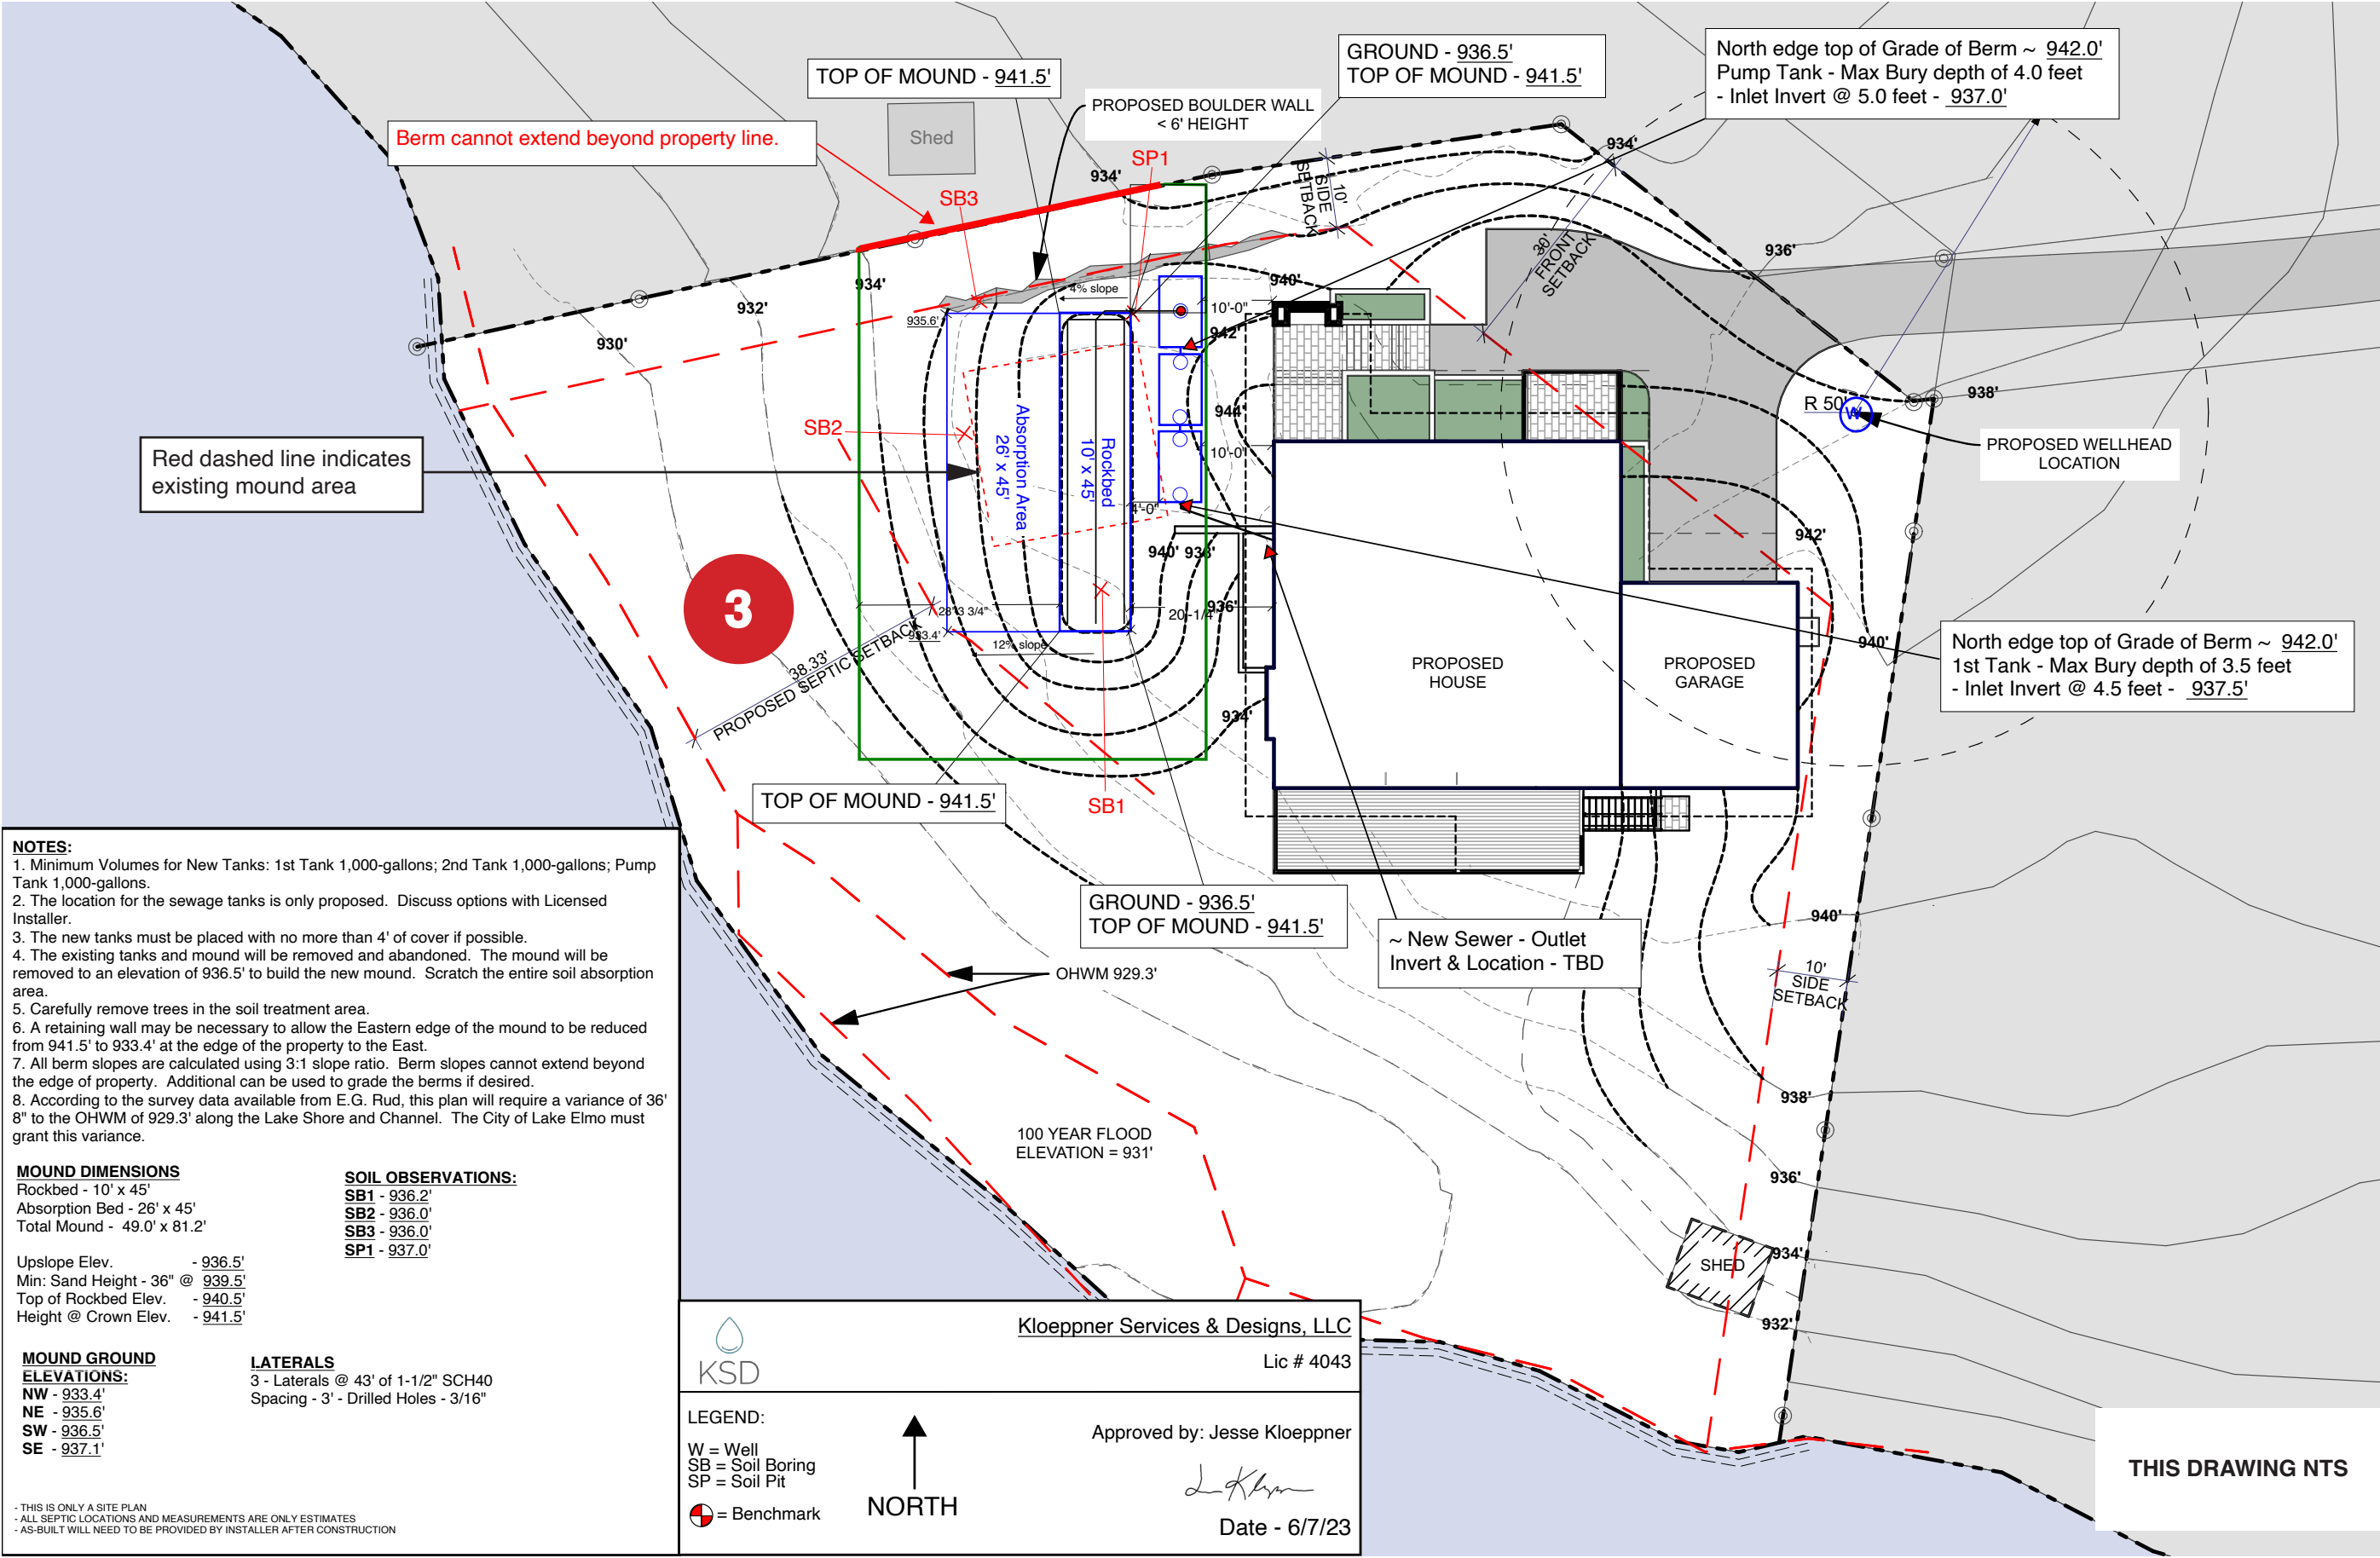 TOP OF MOUND - 941.5'
GROUND - 936.5'
TOP OF MOUND - 941.5'
North edge top of Grade of Berm ~ 942.0'
Pump Tank - Max Bury depth of 4.0 feet
- Inlet Invert @ 5.0 feet - 937.0'
PROPOSED BOULDER WALL
< 6' HEIGHT
Berm cannot extend beyond property line.
Shed
SP1
SB3
934'
934'
10'
SIDE
SETBACK
30'
FRONT
SETBACK
936'
938'
934'
932'
930'
940'
942'
944'
4% slope
10'-0"
10'-0"
935.6'
R 50'
W
PROPOSED WELLHEAD
LOCATION
SB2
Absorption Area
26' x 45'
Rockbed
10' x 45'
4'-0"
Red dashed line indicates
existing mound area
3
940'
938'
936'
934'
28'3 3/4"
20'-1/4"
933.4'
12% slope
38.33'
PROPOSED SEPTIC SETBACK
942'
940'
PROPOSED
HOUSE
PROPOSED
GARAGE
North edge top of Grade of Berm ~ 942.0'
1st Tank - Max Bury depth of 3.5 feet
- Inlet Invert @ 4.5 feet - 937.5'
TOP OF MOUND - 941.5'
SB1
GROUND - 936.5'
TOP OF MOUND - 941.5'
~ New Sewer - Outlet
Invert & Location - TBD
OHWM 929.3'
940'
10'
SIDE
SETBACK
938'
936'
934'
932'
SHED
100 YEAR FLOOD
ELEVATION = 931'
NOTES:
1. Minimum Volumes for New Tanks: 1st Tank 1,000-gallons; 2nd Tank 1,000-gallons; Pump
Tank 1,000-gallons.
2. The location for the sewage tanks is only proposed. Discuss options with Licensed
Installer.
3. The new tanks must be placed with no more than 4' of cover if possible.
4. The existing tanks and mound will be removed and abandoned. The mound will be
removed to an elevation of 936.5' to build the new mound. Scratch the entire soil absorption
area.
5. Carefully remove trees in the soil treatment area.
6. A retaining wall may be necessary to allow the Eastern edge of the mound to be reduced
from 941.5' to 933.4' at the edge of the property to the East.
7. All berm slopes are calculated using 3:1 slope ratio. Berm slopes cannot extend beyond
the edge of property. Additional can be used to grade the berms if desired.
8. According to the survey data available from E.G. Rud, this plan will require a variance of 36'
8" to the OHWM of 929.3' along the Lake Shore and Channel. The City of Lake Elmo must
grant this variance.
MOUND DIMENSIONS
Rockbed - 10' x 45'
Absorption Bed - 26' x 45'
Total Mound - 49.0' x 81.2'
Upslope Elev. - 936.5'
Min: Sand Height - 36" @ 939.5'
Top of Rockbed Elev. - 940.5'
Height @ Crown Elev. - 941.5'
SOIL OBSERVATIONS:
SB1 - 936.2'
SB2 - 936.0'
SB3 - 936.0'
SP1 - 937.0'
MOUND GROUND
ELEVATIONS:
NW - 933.4'
NE - 935.6'
SW - 936.5'
SE - 937.1'
LATERALS
3 - Laterals @ 43' of 1-1/2" SCH40
Spacing - 3' - Drilled Holes - 3/16"
- THIS IS ONLY A SITE PLAN
- ALL SEPTIC LOCATIONS AND MEASUREMENTS ARE ONLY ESTIMATES
- AS-BUILT WILL NEED TO BE PROVIDED BY INSTALLER AFTER CONSTRUCTION
KSD
Kloeppner Services & Designs, LLC
Lic # 4043
LEGEND:
W = Well
SB = Soil Boring
SP = Soil Pit
= Benchmark
NORTH
Approved by: Jesse Kloeppner
Date - 6/7/23
THIS DRAWING NTS